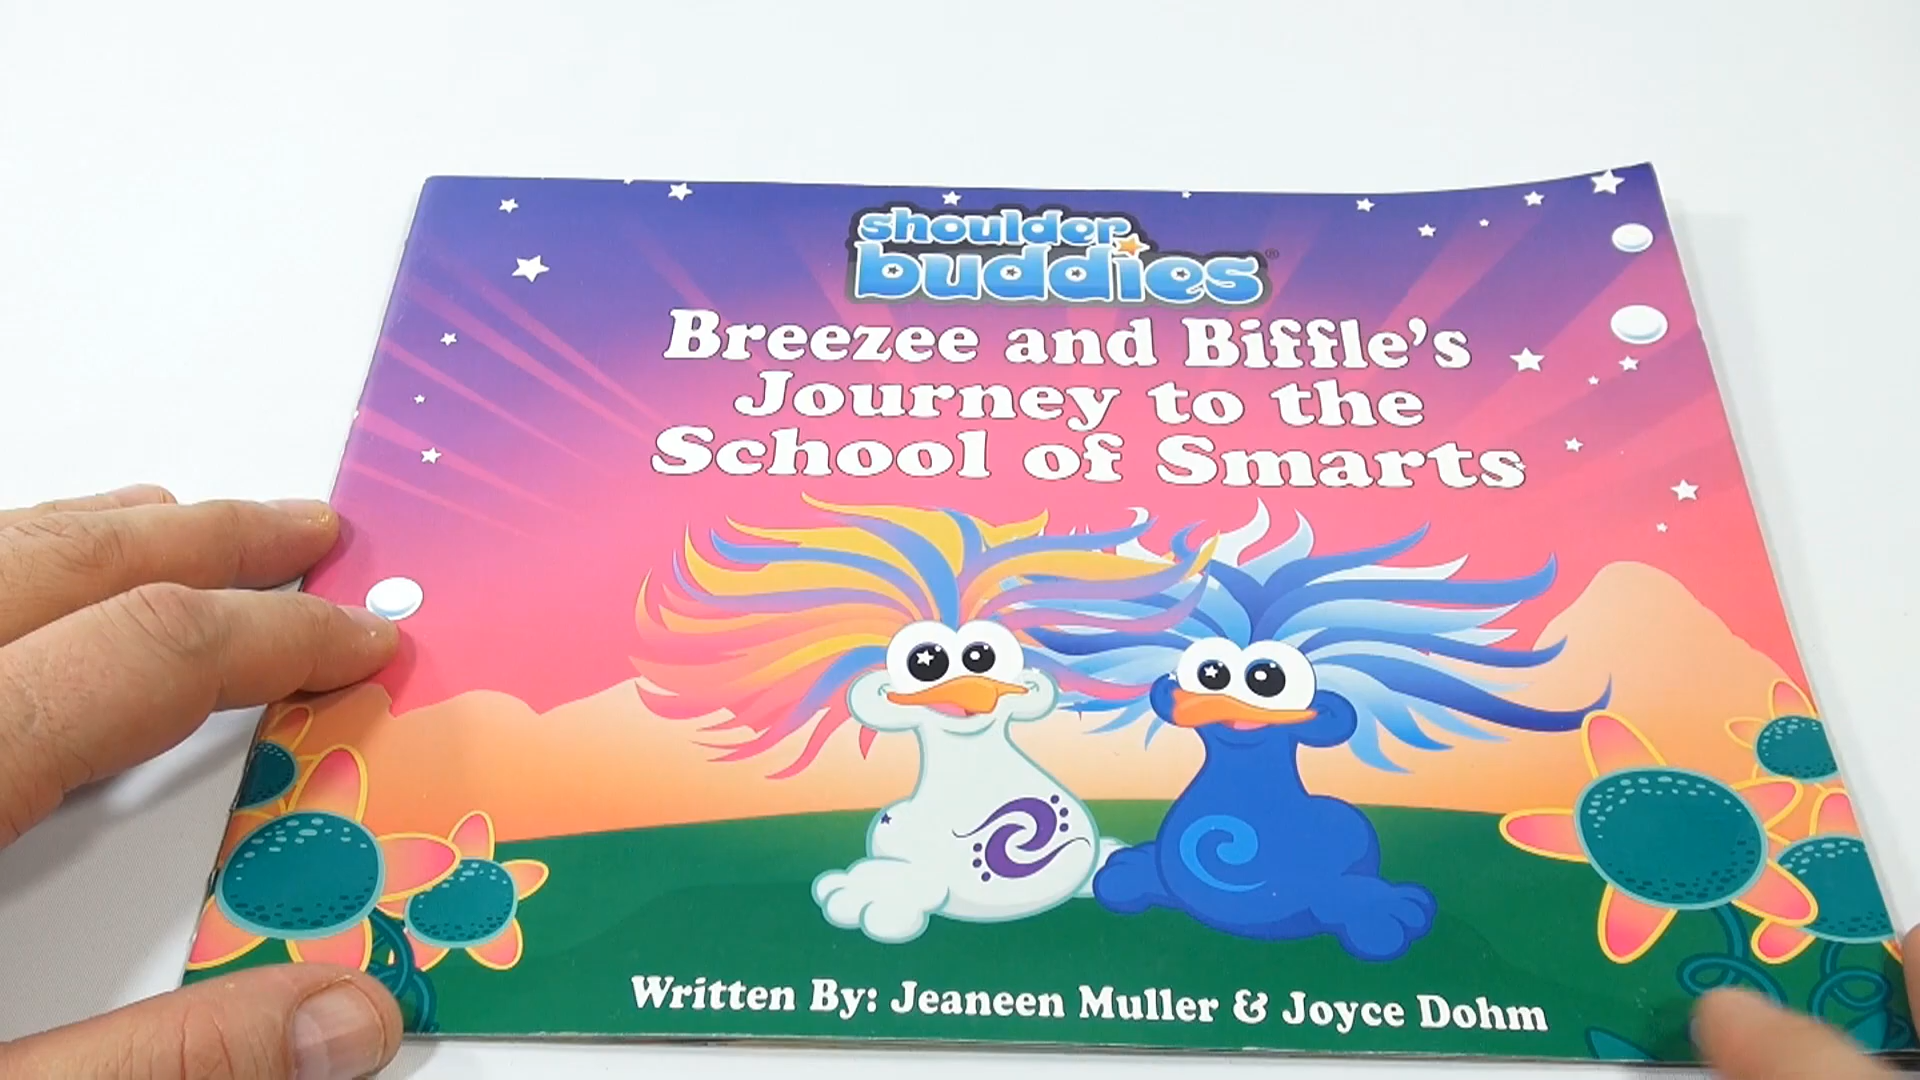 shoulder
buddies®
Breezee and Biffle's
Journey to the
School of Smarts
Written By: Jeaneen Muller & Joyce Dohm